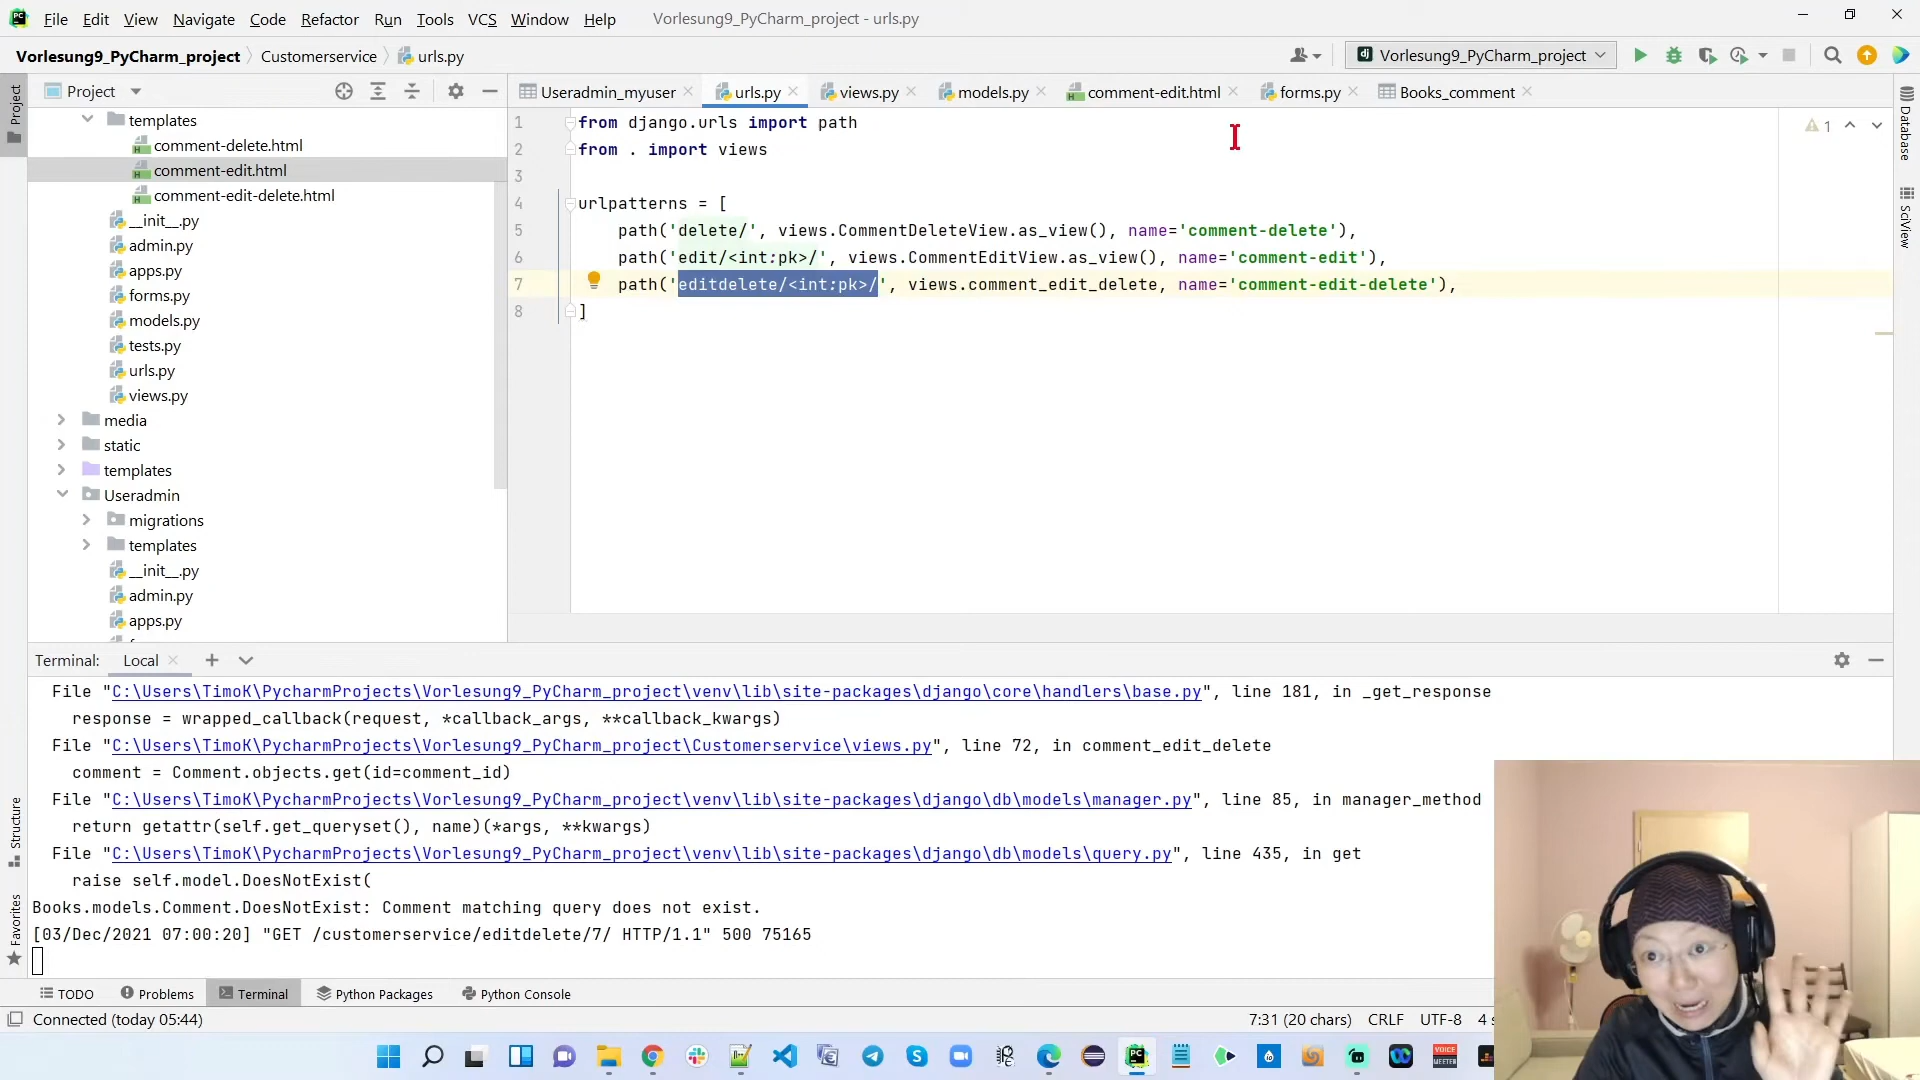 File Edit View Navigate Code Refactor Run Tools VCS Window Help Vorlesung9_PyCharm_project - urls.py
Vorlesung9_PyCharm_project Customerservice urls.py Vorlesung9_PyCharm_project
Project
Useradmin_myuser urls.py views.py models.py comment-edit.html forms.py Books_comment
templates
comment-delete.html
comment-edit.html
comment-edit-delete.html
__init__.py
admin.py
apps.py
forms.py
models.py
tests.py
urls.py
views.py
media
static
templates
Useradmin
migrations
templates
__init__.py
admin.py
apps.py
1 from django.urls import path
2 from . import views
3
4 urlpatterns = [
5 path('delete/', views.CommentDeleteView.as_view(), name='comment-delete'),
6 path('edit/<int:pk>/', views.CommentEditView.as_view(), name='comment-edit'),
7 path('editdelete/<int:pk>/', views.comment_edit_delete, name='comment-edit-delete'),
8 ]
1
Project
Structure
Favorites
Database
SciView
Terminal: Local
File "C:\Users\TimoK\PycharmProjects\Vorlesung9_PyCharm_project\venv\lib\site-packages\django\core\handlers\base.py", line 181, in _get_response
response = wrapped_callback(request, *callback_args, **callback_kwargs)
File "C:\Users\TimoK\PycharmProjects\Vorlesung9_PyCharm_project\Customerservice\views.py", line 72, in comment_edit_delete
comment = Comment.objects.get(id=comment_id)
File "C:\Users\TimoK\PycharmProjects\Vorlesung9_PyCharm_project\venv\lib\site-packages\django\db\models\manager.py", line 85, in manager_method
return getattr(self.get_queryset(), name)(*args, **kwargs)
File "C:\Users\TimoK\PycharmProjects\Vorlesung9_PyCharm_project\venv\lib\site-packages\django\db\models\query.py", line 435, in get
raise self.model.DoesNotExist(
Books.models.Comment.DoesNotExist: Comment matching query does not exist.
[03/Dec/2021 07:00:20] "GET /customerservice/editdelete/7/ HTTP/1.1" 500 75165
TODO Problems Terminal Python Packages Python Console
Connected (today 05:44) 7:31 (20 chars) CRLF UTF-8 4